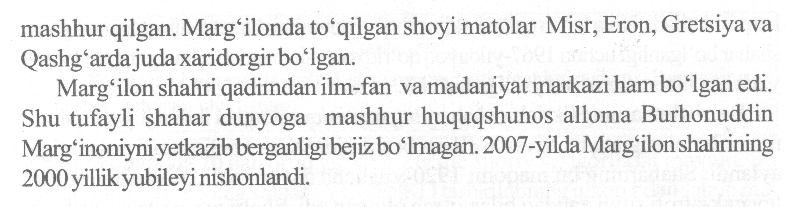 mashhur qilgan. Marg‘ilonda to‘qilgan shoyi matolar Misr, Eron, Gretsiya va
Qashg‘arda juda xaridorgir bo‘lgan.
Marg‘ilon shahri qadimdan ilm-fan va madaniyat markazi ham bo‘lgan edi.
Shu tufayli shahar dunyoga mashhur huquqshunos alloma Burhonuddin
Marg‘inoniyni yetkazib berganligi bejiz bo‘lmagan. 2007-yilda Marg‘ilon shahrining
2000 yillik yubileyi nishonlandi.